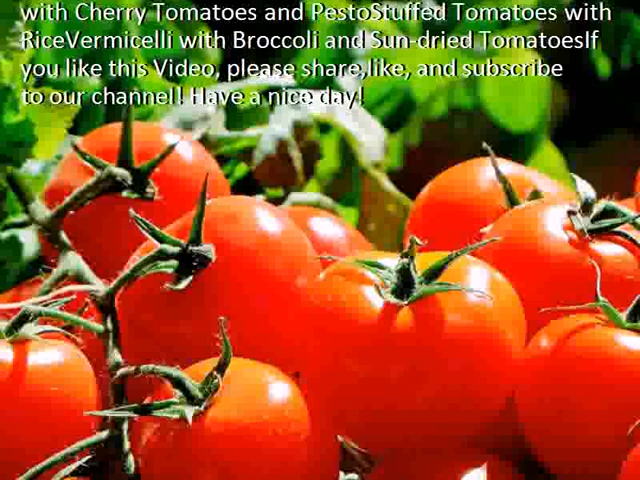 with Cherry Tomatoes and PestoStuffed Tomatoes with
RiceVermicelli with Broccoli and Sun-dried TomatoesIf
you like this Video, please share,like, and subscribe
to our channel! Have a nice day!